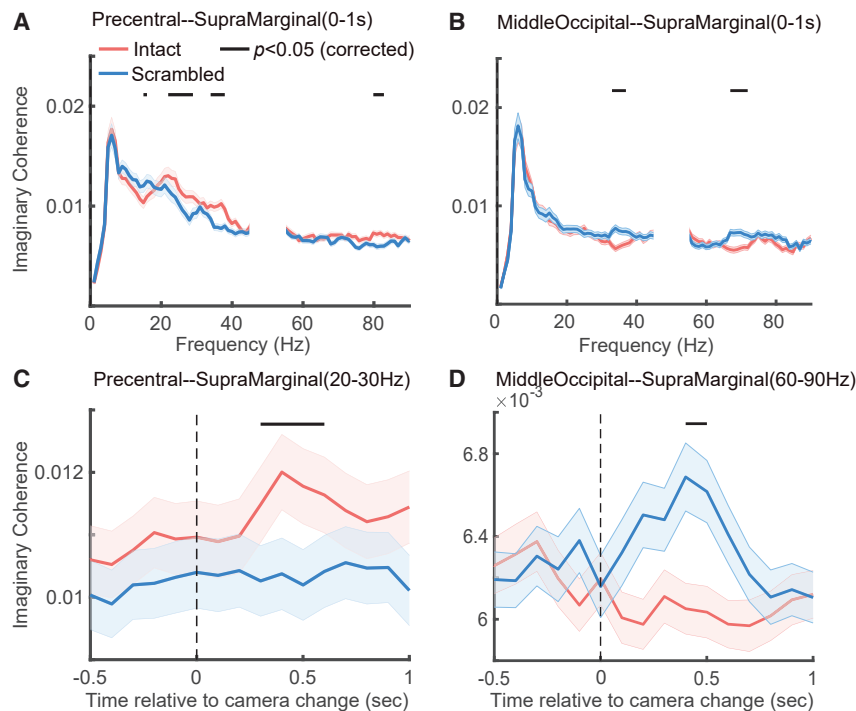 A
Precentral--SupraMarginal(0-1s)
Intact
p<0.05 (corrected)
Scrambled
0.02
0.01
Imaginary Coherence
0
20
40
60
80
Frequency (Hz)
B
MiddleOccipital--SupraMarginal(0-1s)
0.02
0.01
0
20
40
60
80
Frequency (Hz)
C
Precentral--SupraMarginal(20-30Hz)
0.012
0.01
Imaginary Coherence
-0.5
0
0.5
1
Time relative to camera change (sec)
D
MiddleOccipital--SupraMarginal(60-90Hz)
×10⁻³
6.8
6.4
6
-0.5
0
0.5
1
Time relative to camera change (sec)